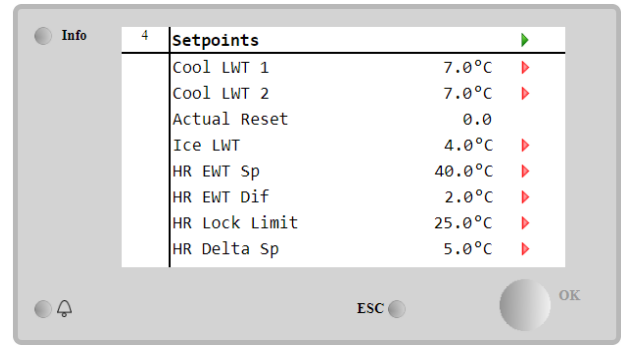 Info
4 Setpoints
Cool LWT 1 7.0°C
Cool LWT 2 7.0°C
Actual Reset 0.0
Ice LWT 4.0°C
HR EWT Sp 40.0°C
HR EWT Dif 2.0°C
HR Lock Limit 25.0°C
HR Delta Sp 5.0°C
ESC OK